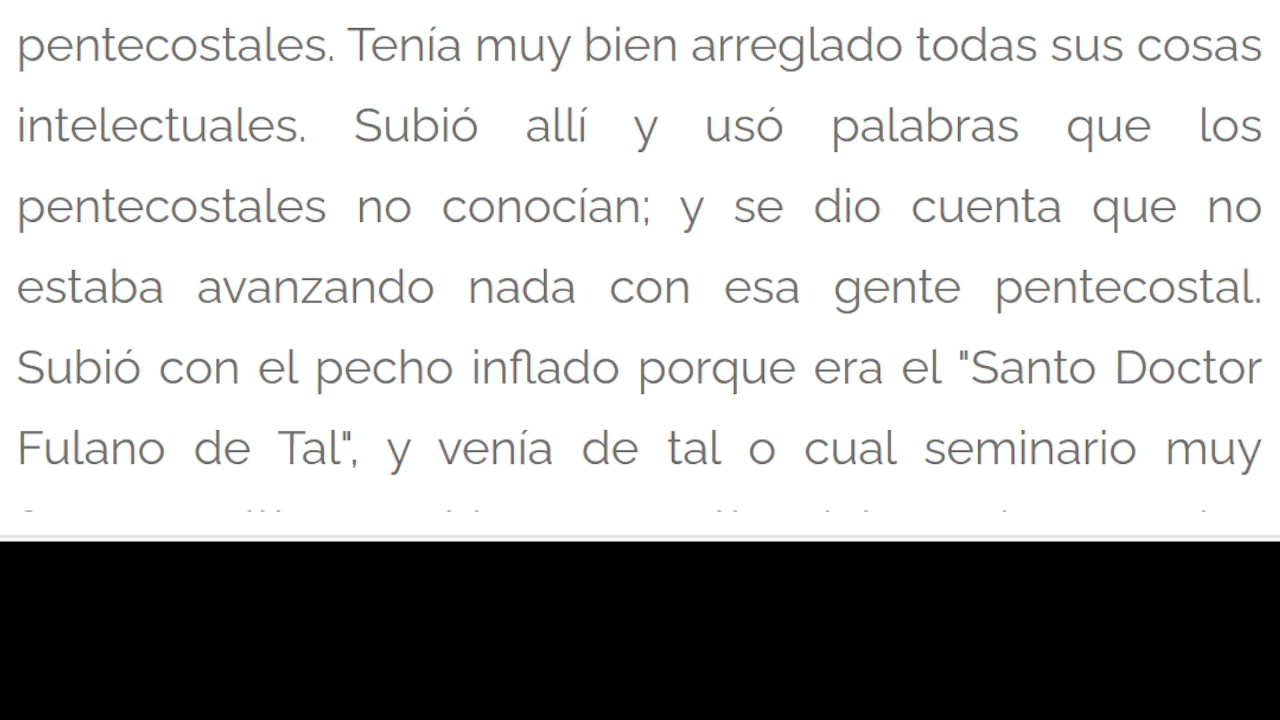 pentecostales. Tenía muy bien arreglado todas sus cosas
intelectuales. Subió allí y usó palabras que los
pentecostales no conocían; y se dio cuenta que no
estaba avanzando nada con esa gente pentecostal.
Subió con el pecho inflado porque era el "Santo Doctor
Fulano de Tal", y venía de tal o cual seminario muy